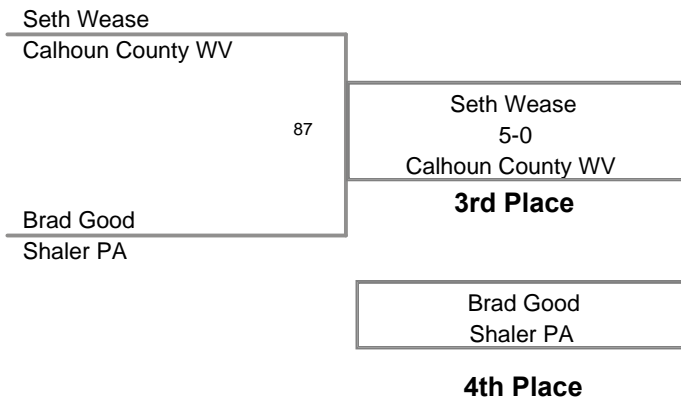 Seth Wease
Calhoun County WV
87
Seth Wease
5-0
Calhoun County WV
3rd Place
Brad Good
Shaler PA
Brad Good
Shaler PA
4th Place